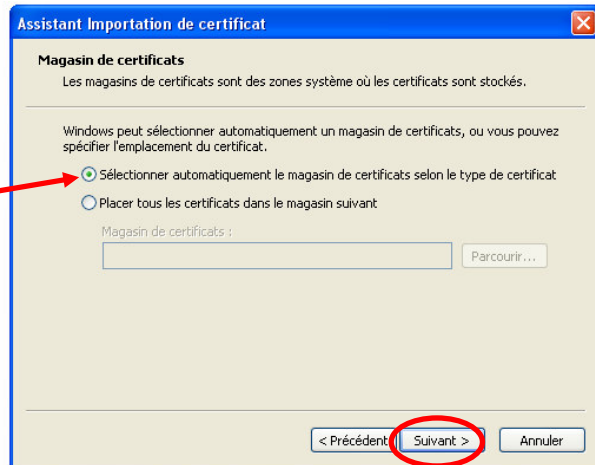 Assistant Importation de certificat
Magasin de certificats
Les magasins de certificats sont des zones système où les certificats sont stockés.
Windows peut sélectionner automatiquement un magasin de certificats, ou vous pouvez
spécifier l'emplacement du certificat.
Sélectionner automatiquement le magasin de certificats selon le type de certificat
Placer tous les certificats dans le magasin suivant
Magasin de certificats :
Parcourir...
< Précédent
Suivant >
Annuler